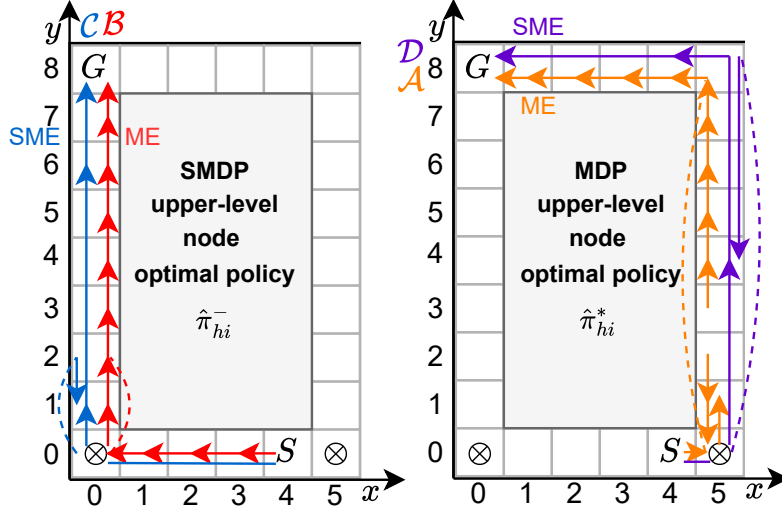 y C B
8 G
7
SME ME
6 SMDP
5 upper-level
node
4 optimal policy
3 π̂⁻hi
2
1
0 S
0 1 2 3 4 5 x
y SME
D
8 G
A
ME
7
6 MDP
5 upper-level
node
4 optimal policy
3 π̂*hi
2
1
0 S
0 1 2 3 4 5 x